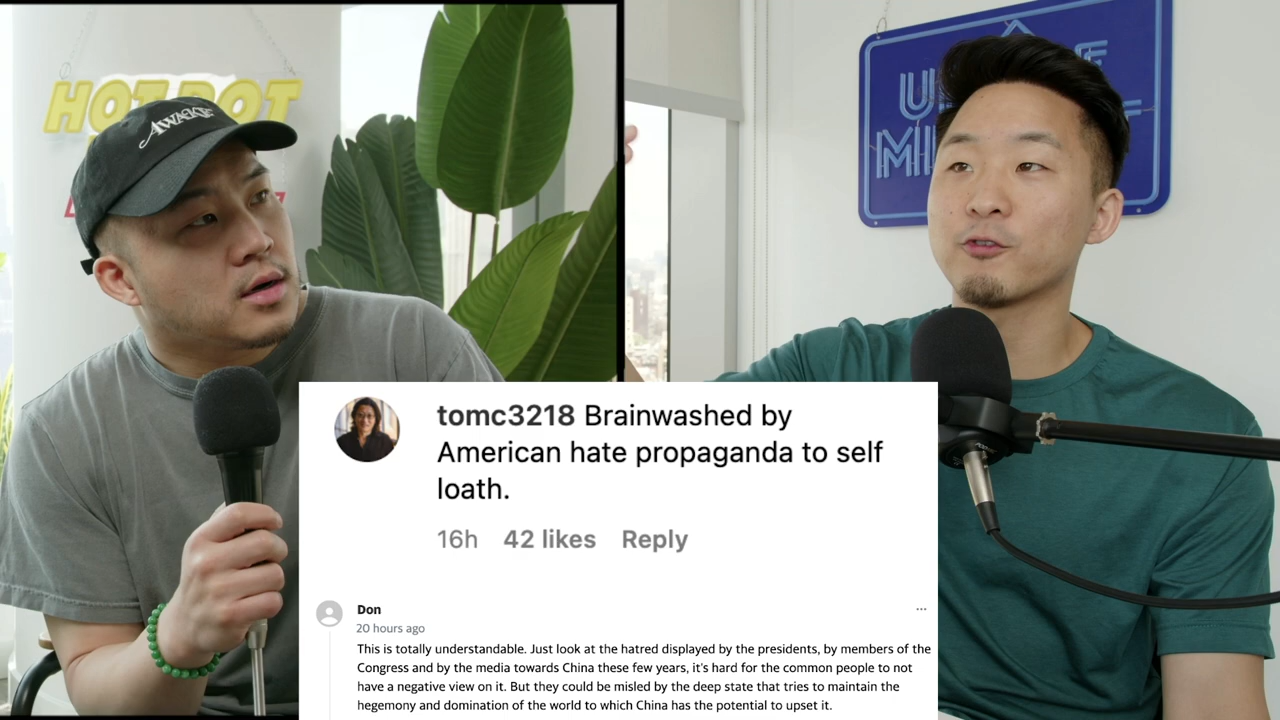 HOT POT
AWAKE
tomc3218 Brainwashed by
American hate propaganda to self
loath.
16h 42 likes Reply
Don
20 hours ago
This is totally understandable. Just look at the hatred displayed by the presidents, by members of the
Congress and by the media towards China these few years, it's hard for the common people to not
have a negative view on it. But they could be misled by the deep state that tries to maintain the
hegemony and domination of the world to which China has the potential to upset it.